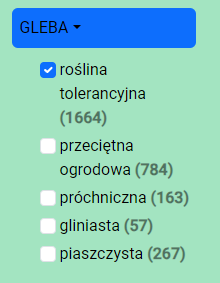 GLEBA
roślina
tolerancyjna
(1664)
przeciętna
ogrodowa (784)
próchniczna (163)
gliniasta (57)
piaszczysta (267)